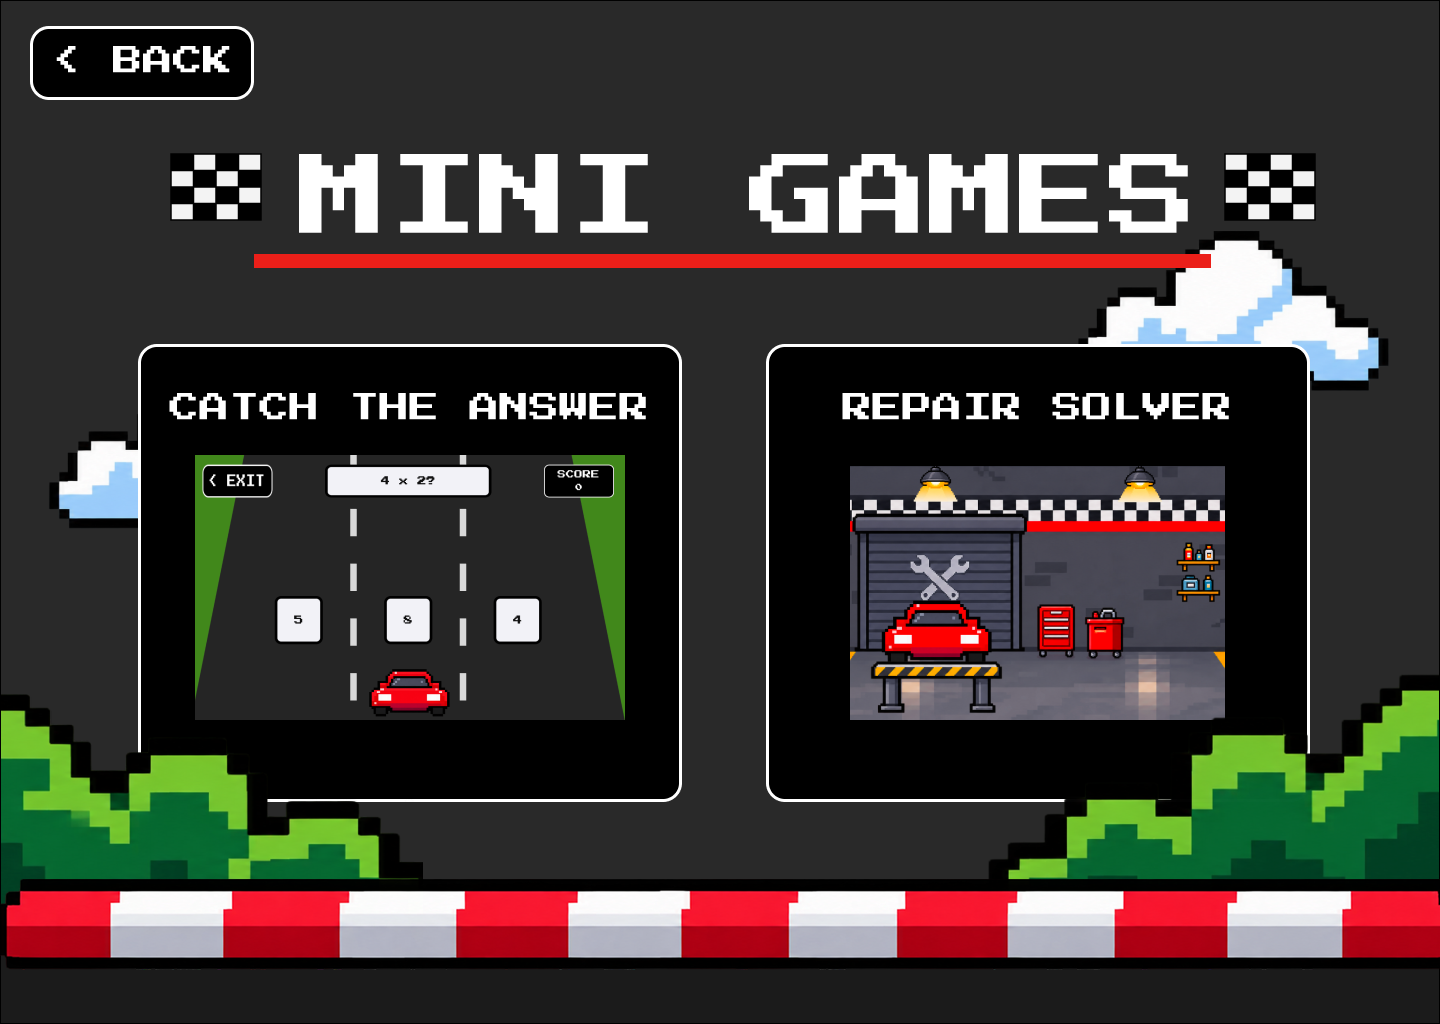 < BACK
MINI GAMES
CATCH THE ANSWER
< EXIT
4 x 2?
SCORE
0
5
8
4
REPAIR SOLVER